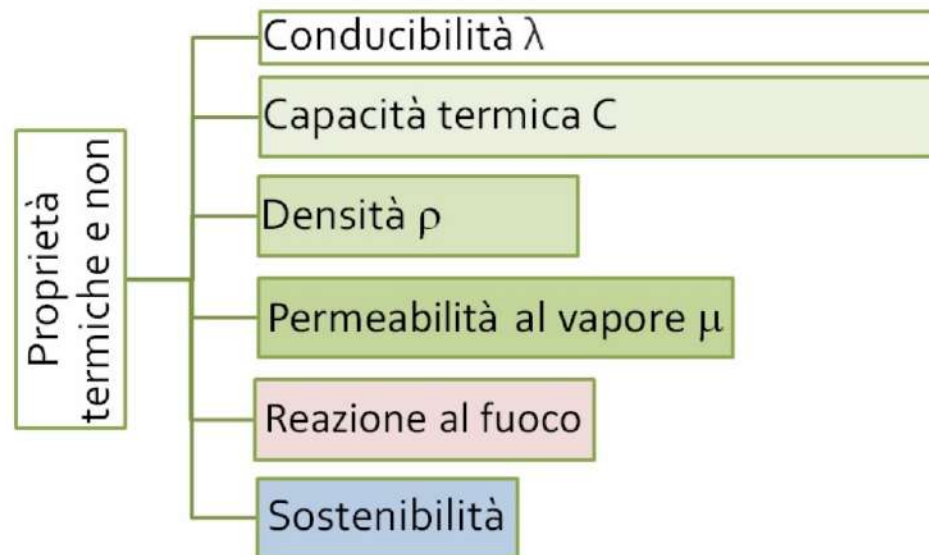 Proprietà
termiche e non
Conducibilità λ
Capacità termica C
Densità ρ
Permeabilità al vapore μ
Reazione al fuoco
Sostenibilità